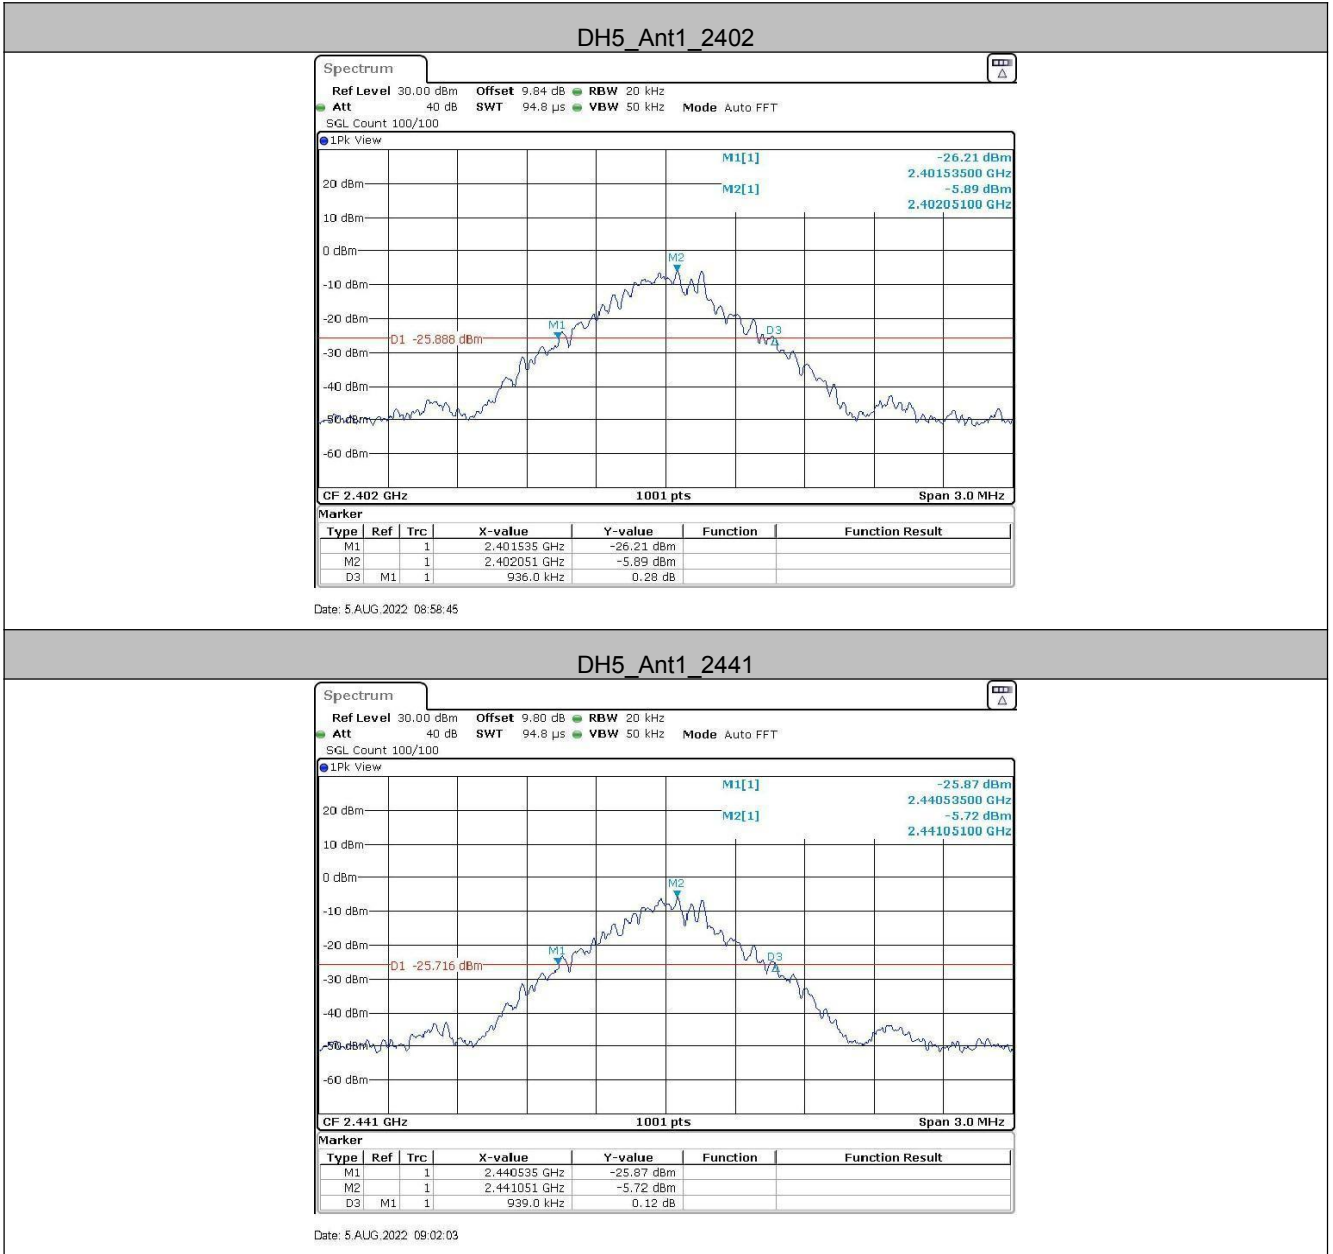 DH5_Ant1_2402
Spectrum
Ref Level 30.00 dBm Offset 9.84 dB RBW 20 kHz
Att 40 dB SWT 94.8 µs VBW 50 kHz Mode Auto FFT
SGL Count 100/100
1Pk View
M1[1] -26.21 dBm
2.40153500 GHz
M2[1] -5.89 dBm
2.40205100 GHz
20 dBm
10 dBm
0 dBm
M2
-10 dBm
-20 dBm
M1
D3
D1 -25.888 dBm
-30 dBm
-40 dBm
-50 dBm
-60 dBm
CF 2.402 GHz 1001 pts Span 3.0 MHz
Marker
Type Ref Trc X-value Y-value Function Function Result
M1 1 2.401535 GHz -26.21 dBm
M2 1 2.402051 GHz -5.89 dBm
D3 M1 1 936.0 kHz 0.28 dB
Date: 5.AUG.2022 08:58:45
DH5_Ant1_2441
Spectrum
Ref Level 30.00 dBm Offset 9.80 dB RBW 20 kHz
Att 40 dB SWT 94.8 µs VBW 50 kHz Mode Auto FFT
SGL Count 100/100
1Pk View
M1[1] -25.87 dBm
2.44053500 GHz
M2[1] -5.72 dBm
2.44105100 GHz
20 dBm
10 dBm
0 dBm
M2
-10 dBm
-20 dBm
M1
D3
D1 -25.716 dBm
-30 dBm
-40 dBm
-50 dBm
-60 dBm
CF 2.441 GHz 1001 pts Span 3.0 MHz
Marker
Type Ref Trc X-value Y-value Function Function Result
M1 1 2.440535 GHz -25.87 dBm
M2 1 2.441051 GHz -5.72 dBm
D3 M1 1 939.0 kHz 0.12 dB
Date: 5.AUG.2022 09:02:03